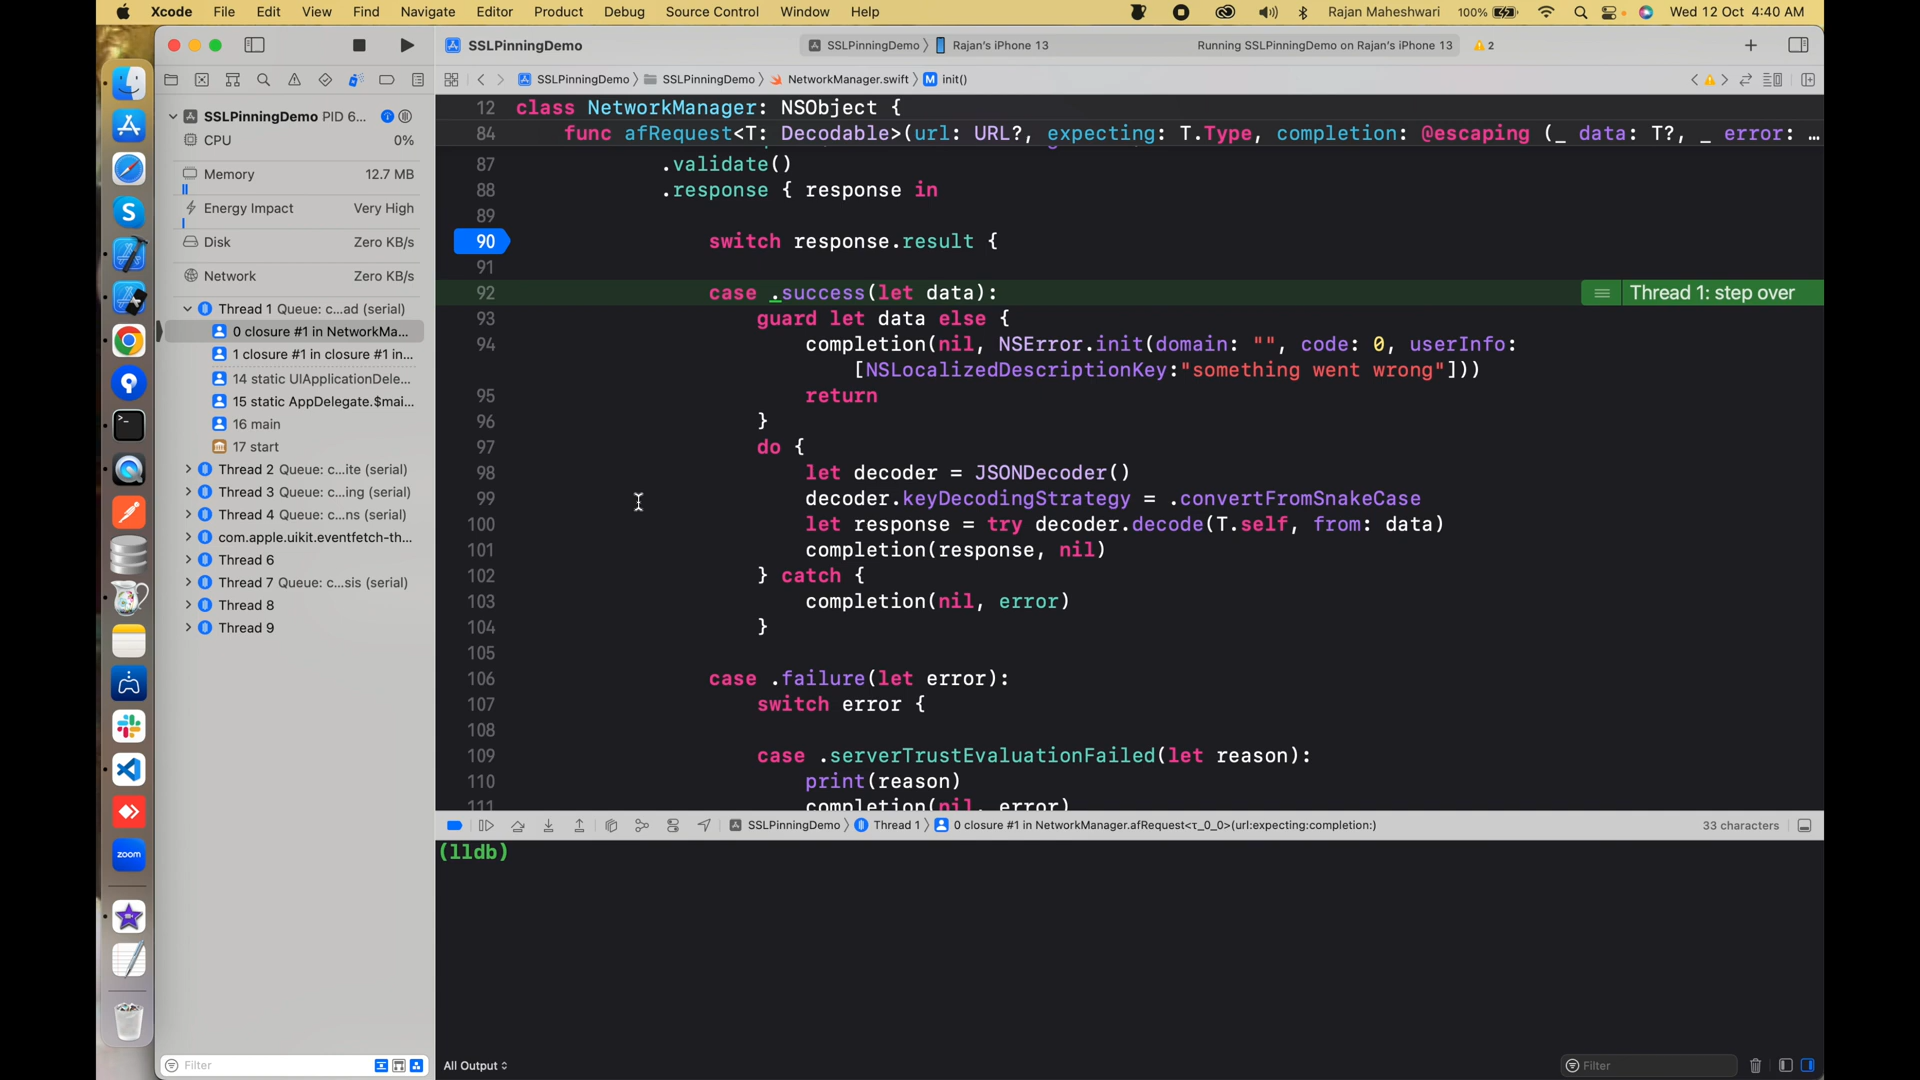 Xcode File Edit View Find Navigate Editor Product Debug Source Control Window Help Rajan Maheshwari 100% Wed 12 Oct 4:40 AM
SSLPinningDemo SSLPinningDemo Rajan's iPhone 13 Running SSLPinningDemo on Rajan's iPhone 13 2
SSLPinningDemo SSLPinningDemo NetworkManager.swift M init()
SSLPinningDemo PID 6...
CPU 0%
Memory 12.7 MB
Energy Impact Very High
Disk Zero KB/s
Network Zero KB/s
Thread 1 Queue: c...ad (serial)
0 closure #1 in NetworkMa...
1 closure #1 in closure #1 in...
14 static UIApplicationDele...
15 static AppDelegate.$mai...
16 main
17 start
Thread 2 Queue: c...ite (serial)
Thread 3 Queue: c...ing (serial)
Thread 4 Queue: c...ns (serial)
com.apple.uikit.eventfetch-th...
Thread 6
Thread 7 Queue: c...sis (serial)
Thread 8
Thread 9
Filter
12 class NetworkManager: NSObject {
84 func afRequest<T: Decodable>(url: URL?, expecting: T.Type, completion: @escaping (_ data: T?, _ error: …
87 .validate()
88 .response { response in
89
90 switch response.result {
91
92 case .success(let data): Thread 1: step over
93 guard let data else {
94 completion(nil, NSError.init(domain: "", code: 0, userInfo:
[NSLocalizedDescriptionKey:"something went wrong"]))
95 return
96 }
97 do {
98 let decoder = JSONDecoder()
99 decoder.keyDecodingStrategy = .convertFromSnakeCase
100 let response = try decoder.decode(T.self, from: data)
101 completion(response, nil)
102 } catch {
103 completion(nil, error)
104 }
105
106 case .failure(let error):
107 switch error {
108
109 case .serverTrustEvaluationFailed(let reason):
110 print(reason)
111 completion(nil, error)
SSLPinningDemo Thread 1 0 closure #1 in NetworkManager.afRequest<τ_0_0>(url:expecting:completion:) 33 characters
(lldb)
All Output Filter
zoom